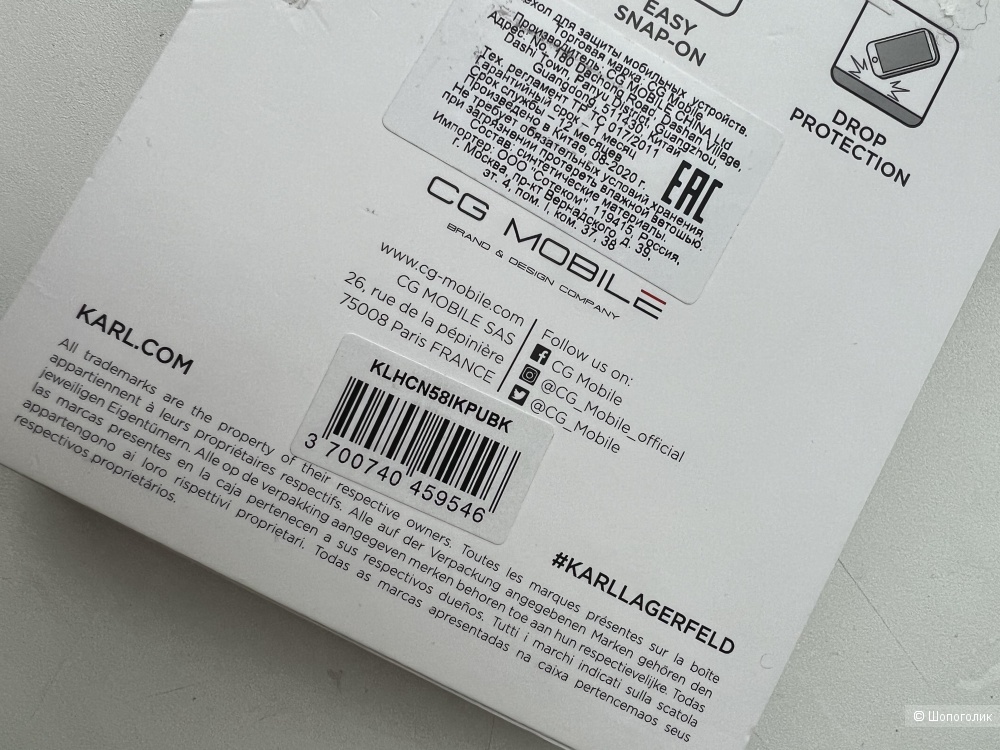 EASY
SNAP-ON
DROP
PROTECTION
Чехол для защиты мобильных устройств.
Торговая марка: CG Mobile
Производитель: CG MOBILE CHINA Ltd
Адрес: No. 180 Dachong Road, Dashan Village,
Dashi Town, Panyu District, Guangzhou,
Guangdong, 511430, Китай
Тех. регламент ТР ТС 017/2011
Гарантийный срок – 1 месяц
Срок службы – 12 месяцев
Произведено в Китае, 08-2020 г.
Не требует обязательных условий хранения,
при загрязнении протереть влажной ветошью.
Состав: синтетические материалы.
Импортер: ООО "Сотеком" 119415, Россия,
г. Москва, пр-кт Вернадского д. 39,
эт. 4, пом. I, ком. 37, 38
EAC
CG MOBILE
BRAND & DESIGN COMPANY
www.cg-mobile.com
CG MOBILE SAS
26, rue de la pépinière
75008 Paris FRANCE
Follow us on:
CG Mobile
@CG_Mobile_official
@CG_Mobile
KLHCN58IKPUBK
3 700740 459546
KARL.COM
#KARLLAGERFELD
All trademarks are the property of their respective owners. Toutes les marques présentes sur la boîte
appartiennent à leurs propriétaires respectifs. Alle auf der Verpackung angegebenen Marken gehören den
jeweiligen Eigentümern. Alle op de verpakking aangegeven merken behoren toe aan hun respectievelijke. Todas
las marcas presentes en la caja pertenecen a sus respectivos dueños. Tutti i marchi indicati sulla scatola
appartengono ai loro rispettivi proprietari. Todas as marcas apresentadas na caixa pertencemaos seus
respectivos proprietários.
© Шопоголик